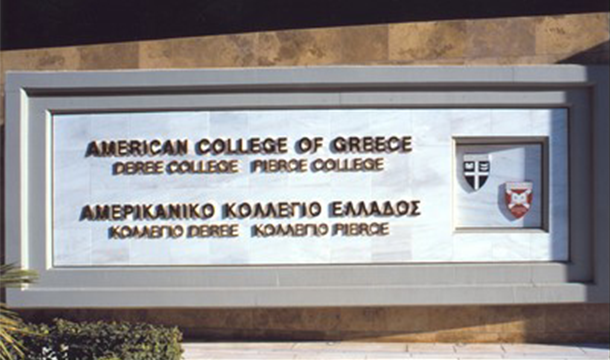 AMERICAN COLLEGE OF GREECE
DEREE COLLEGE PIERCE COLLEGE
ΑΜΕΡΙΚΑΝΙΚΟ ΚΟΛΛΕΓΙΟ ΕΛΛΑΔΟΣ
ΚΟΛΛΕΓΙΟ DEREE ΚΟΛΛΕΓΙΟ PIERCE